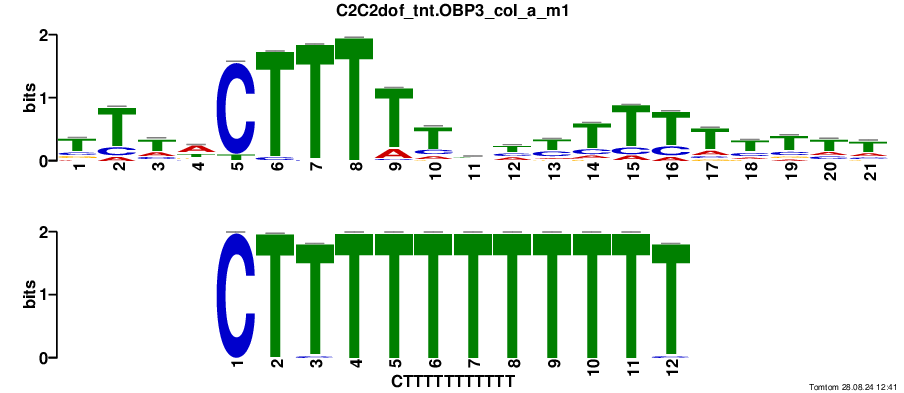 C2C2dof_tnt.OBP3_col_a_m1
2
1
0
bits
1 2 3 4 5 6 7 8 9 10 11 12 13 14 15 16 17 18 19 20 21
2
1
0
bits
1 2 3 4 5 6 7 8 9 10 11 12
CTTTTTTTTTTT
Tomtom 28.08.24 12:41